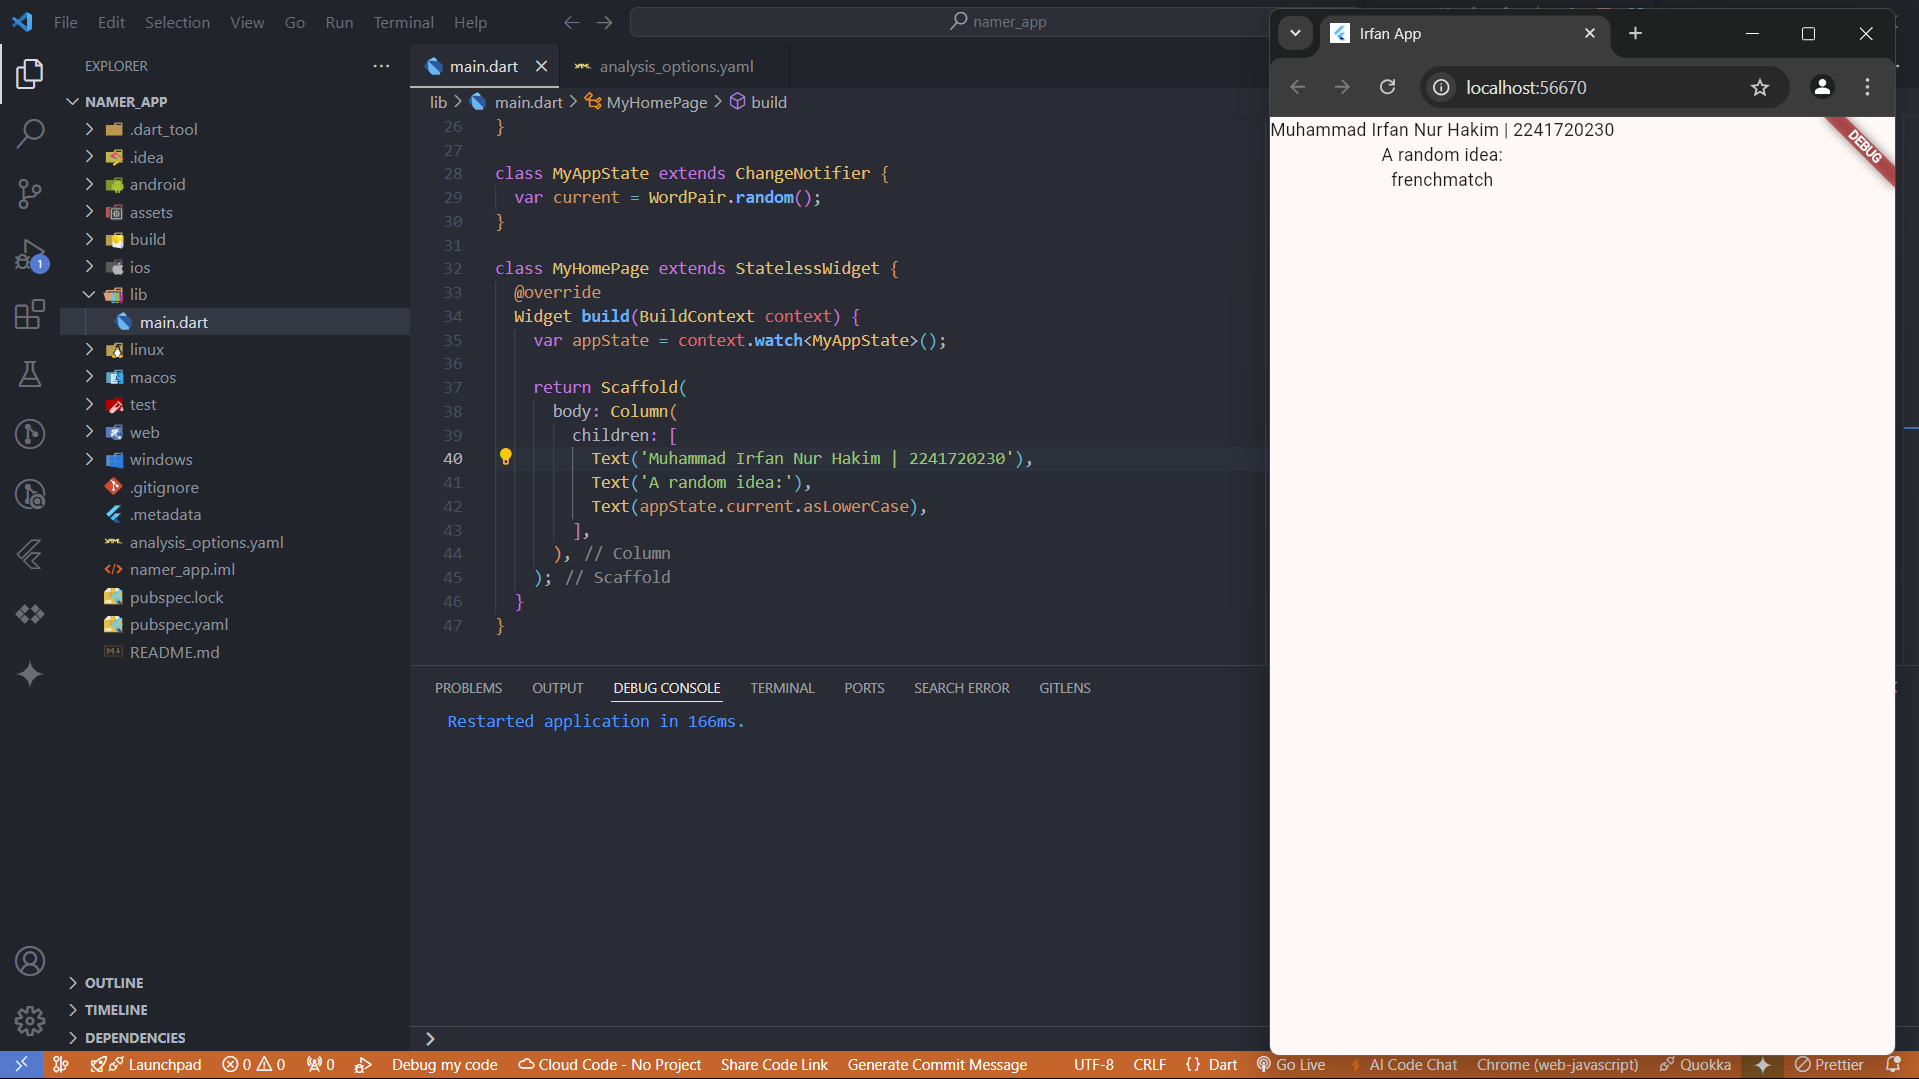 File Edit Selection View Go Run Terminal Help
namer_app
EXPLORER
NAMER_APP
.dart_tool
.idea
android
assets
build
ios
lib
main.dart
linux
macos
test
web
windows
.gitignore
.metadata
analysis_options.yaml
namer_app.iml
pubspec.lock
pubspec.yaml
README.md
OUTLINE
TIMELINE
DEPENDENCIES
1
main.dart
analysis_options.yaml
lib > main.dart > MyHomePage > build
26 }
27
28 class MyAppState extends ChangeNotifier {
29 var current = WordPair.random();
30 }
31
32 class MyHomePage extends StatelessWidget {
33 @override
34 Widget build(BuildContext context) {
35 var appState = context.watch<MyAppState>();
36
37 return Scaffold(
38 body: Column(
39 children: [
40 Text('Muhammad Irfan Nur Hakim | 2241720230'),
41 Text('A random idea:'),
42 Text(appState.current.asLowerCase),
43 ],
44 ), // Column
45 ); // Scaffold
46 }
47 }
PROBLEMS OUTPUT DEBUG CONSOLE TERMINAL PORTS SEARCH ERROR GITLENS
Restarted application in 166ms.
Irfan App
localhost:56670
Muhammad Irfan Nur Hakim | 2241720230
A random idea:
frenchmatch
DEBUG
Launchpad 0 0 0 Debug my code Cloud Code - No Project Share Code Link Generate Commit Message UTF-8 CRLF {} Dart Go Live AI Code Chat Chrome (web-javascript) Quokka Prettier